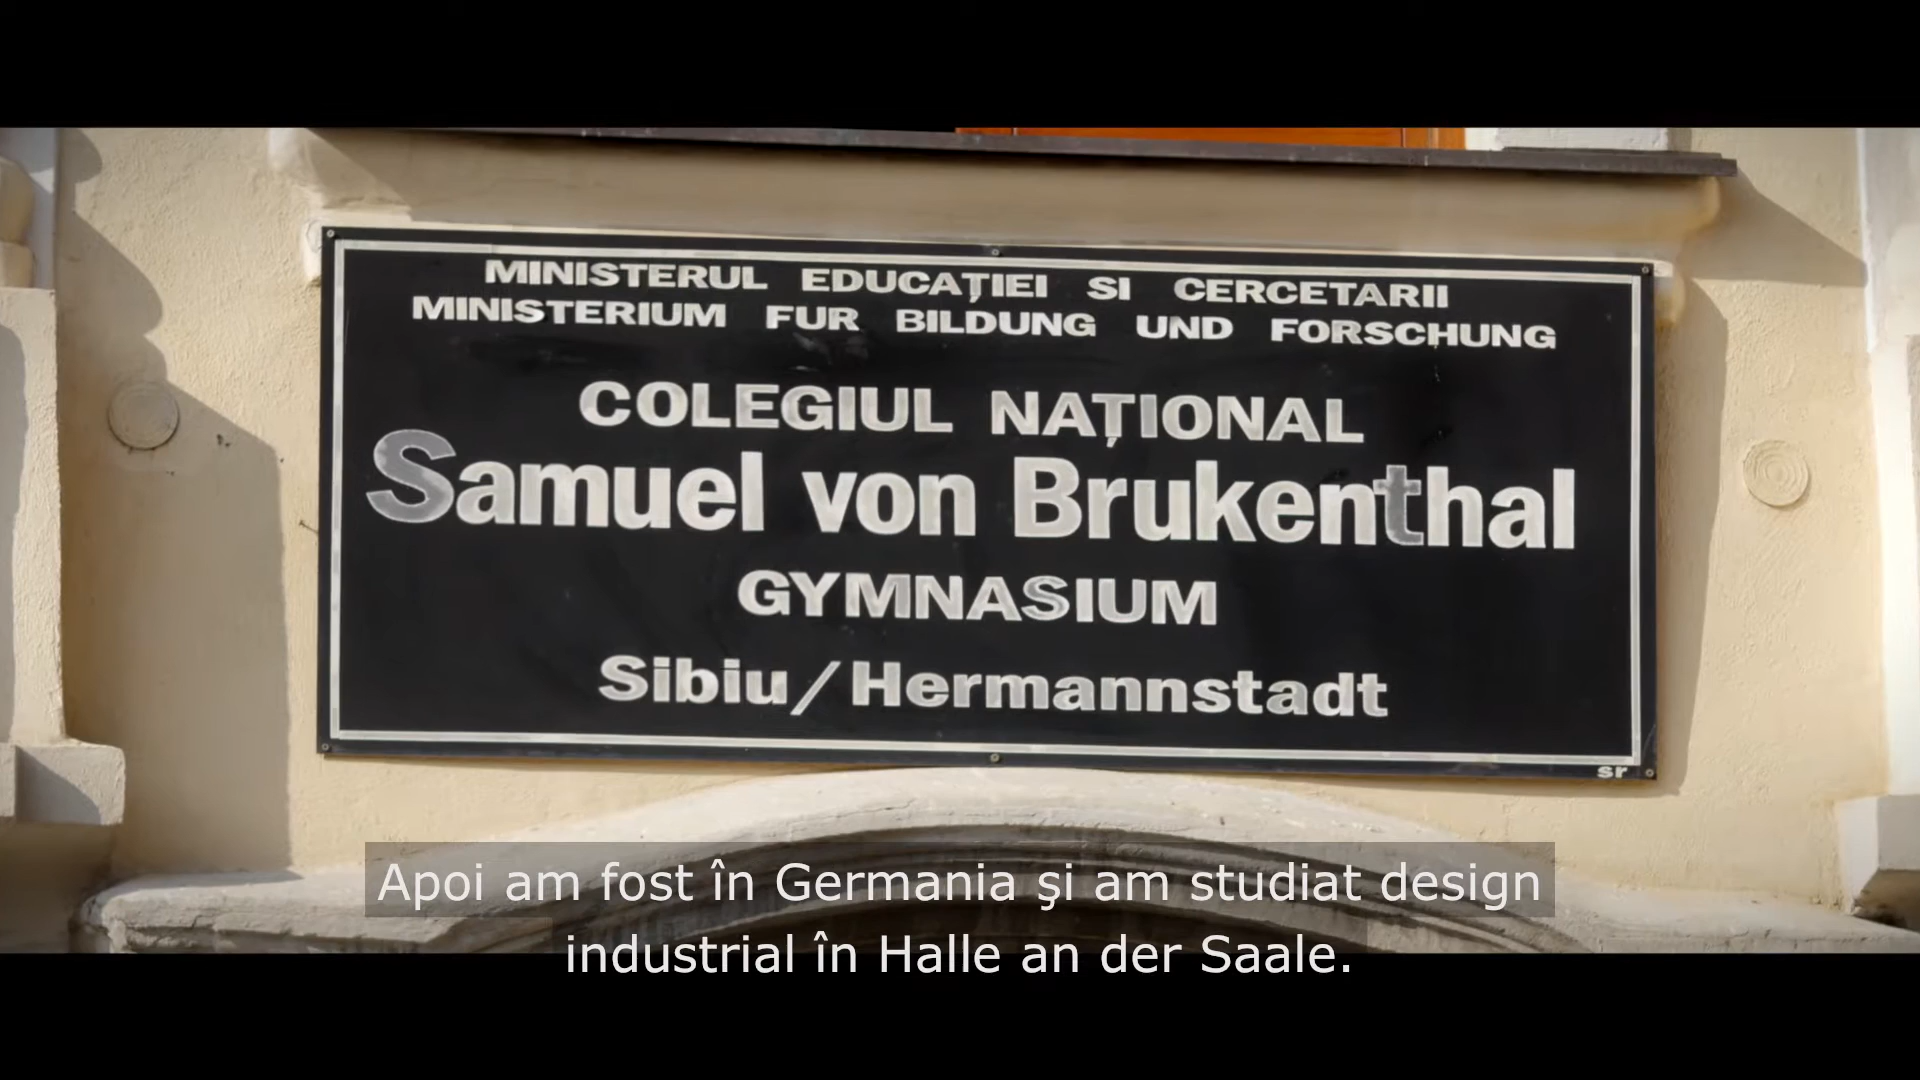 MINISTERUL EDUCAȚIEI SI CERCETARII
MINISTERIUM FUR BILDUNG UND FORSCHUNG
COLEGIUL NAȚIONAL
Samuel von Brukenthal
GYMNASIUM
Sibiu/Hermannstadt
sr
Apoi am fost în Germania şi am studiat design
industrial în Halle an der Saale.